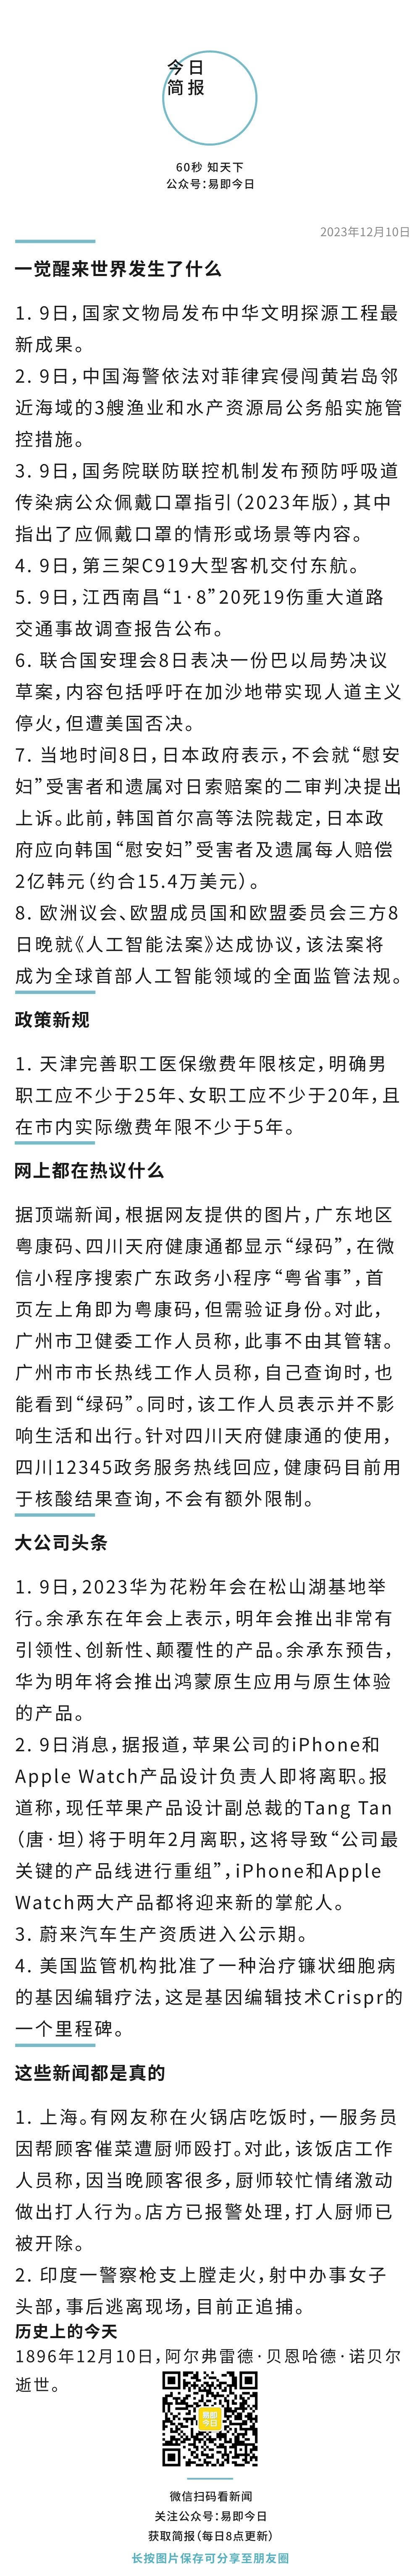 今日
简报
60秒 知天下
公众号：易即今日
2023年12月10日
一觉醒来世界发生了什么
1. 9日，国家文物局发布中华文明探源工程最
新成果。
2. 9日，中国海警依法对菲律宾侵闯黄岩岛邻
近海域的3艘渔业和水产资源局公务船实施管
控措施。
3. 9日，国务院联防联控机制发布预防呼吸道
传染病公众佩戴口罩指引（2023年版），其中
指出了应佩戴口罩的情形或场景等内容。
4. 9日，第三架C919大型客机交付东航。
5. 9日，江西南昌“1·8”20死19伤重大道路
交通事故调查报告公布。
6. 联合国安理会8日表决一份巴以局势决议
草案，内容包括呼吁在加沙地带实现人道主义
停火，但遭美国否决。
7. 当地时间8日，日本政府表示，不会就“慰安
妇”受害者和遗属对日索赔案的二审判决提出
上诉。此前，韩国首尔高等法院裁定，日本政
府应向韩国“慰安妇”受害者及遗属每人赔偿
2亿韩元（约合15.4万美元）。
8. 欧洲议会、欧盟成员国和欧盟委员会三方8
日晚就《人工智能法案》达成协议，该法案将
成为全球首部人工智能领域的全面监管法规。
政策新规
1. 天津完善职工医保缴费年限核定，明确男
职工应不少于25年、女职工应不少于20年，且
在市内实际缴费年限不少于5年。
网上都在热议什么
据顶端新闻，根据网友提供的图片，广东地区
粤康码、四川天府健康通都显示“绿码”，在微
信小程序搜索广东政务小程序“粤省事”，首
页左上角即为粤康码，但需验证身份。对此，
广州市卫健委工作人员称，此事不由其管辖。
广州市市长热线工作人员称，自己查询时，也
能看到“绿码”。同时，该工作人员表示并不影
响生活和出行。针对四川天府健康通的使用，
四川12345政务服务热线回应，健康码目前用
于核酸结果查询，不会有额外限制。
大公司头条
1. 9日，2023华为花粉年会在松山湖基地举
行。余承东在年会上表示，明年会推出非常有
引领性、创新性、颠覆性的产品。余承东预告，
华为明年将会推出鸿蒙原生应用与原生体验
的产品。
2. 9日消息，据报道，苹果公司的iPhone和
Apple Watch产品设计负责人即将离职。报
道称，现任苹果产品设计副总裁的Tang Tan
（唐·坦）将于明年2月离职，这将导致“公司最
关键的产品线进行重组”，iPhone和Apple
Watch两大产品都将迎来新的掌舵人。
3. 蔚来汽车生产资质进入公示期。
4. 美国监管机构批准了一种治疗镰状细胞病
的基因编辑疗法，这是基因编辑技术Crispr的
一个里程碑。
这些新闻都是真的
1. 上海。有网友称在火锅店吃饭时，一服务员
因帮顾客催菜遭厨师殴打。对此，该饭店工作
人员称，因当晚顾客很多，厨师较忙情绪激动
做出打人行为。店方已报警处理，打人厨师已
被开除。
2. 印度一警察枪支上膛走火，射中办事女子
头部，事后逃离现场，目前正追捕。
历史上的今天
1896年12月10日，阿尔弗雷德·贝恩哈德·诺贝尔
逝世。
易即
今日
微信扫码看新闻
关注公众号：易即今日
获取简报（每日8点更新）
长按图片保存可分享至朋友圈